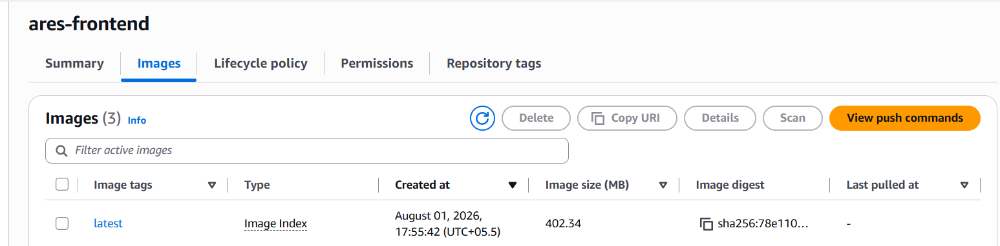 ares-frontend
Summary Images Lifecycle policy Permissions Repository tags
Images (3) Info Delete Copy URI Details Scan View push commands
Filter active images
Image tags Type Created at Image size (MB) Image digest Last pulled at
latest Image Index August 01, 2026, 402.34 sha256:78e110... -
17:55:42 (UTC+05.5)